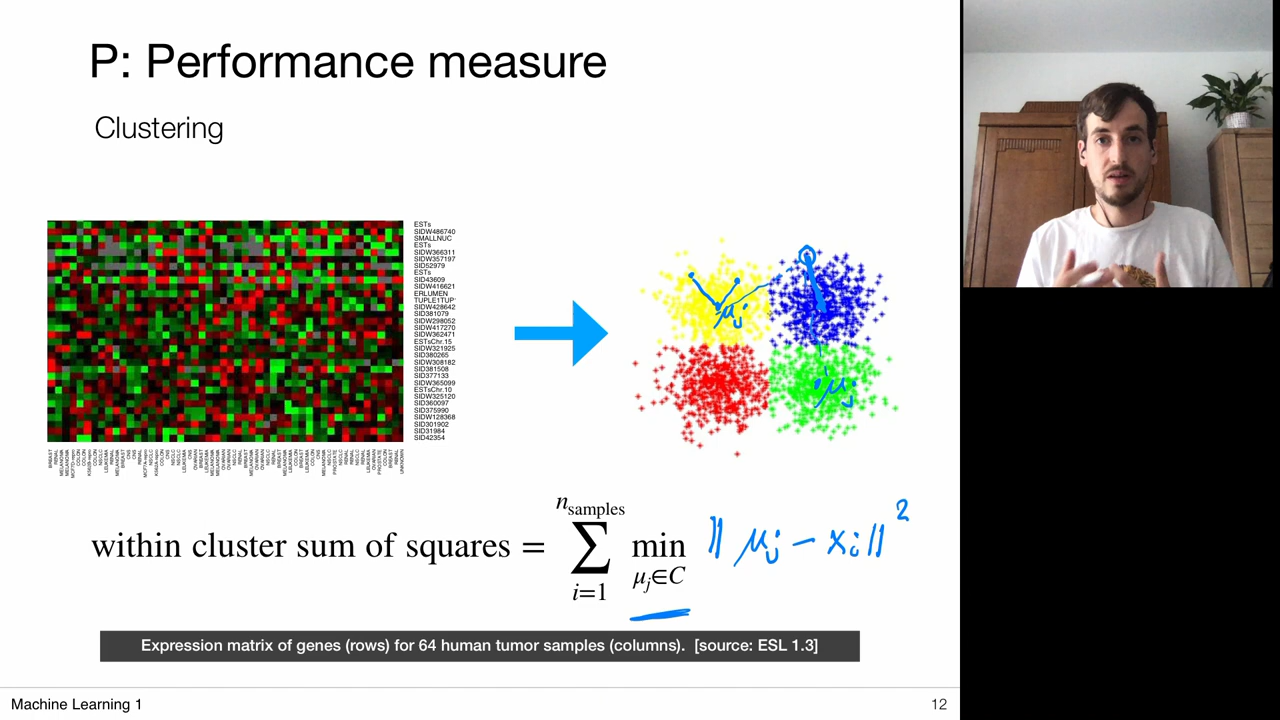 P: Performance measure
Clustering
ESTs
SIDW486740
SMALLNUC
ESTs
SIDW366311
SIDW357197
SID52979
ESTs
SID43609
SIDW416621
ERLUMEN
TUPLE1TUP'
SIDW428642
SID381079
SIDW298052
SIDW417270
SIDW362471
ESTsChr.15
SIDW321925
SID380265
SIDW308182
SID381508
SID377133
SIDW365099
ESTsChr.10
SIDW325120
SID360097
SID375990
SIDW128368
SID301902
SID31984
SID42354
μj
μj
within cluster sum of squares = ∑ i=1 nsamples min μj∈C || μj − xi ||²
Expression matrix of genes (rows) for 64 human tumor samples (columns). [source: ESL 1.3]
Machine Learning 1
12